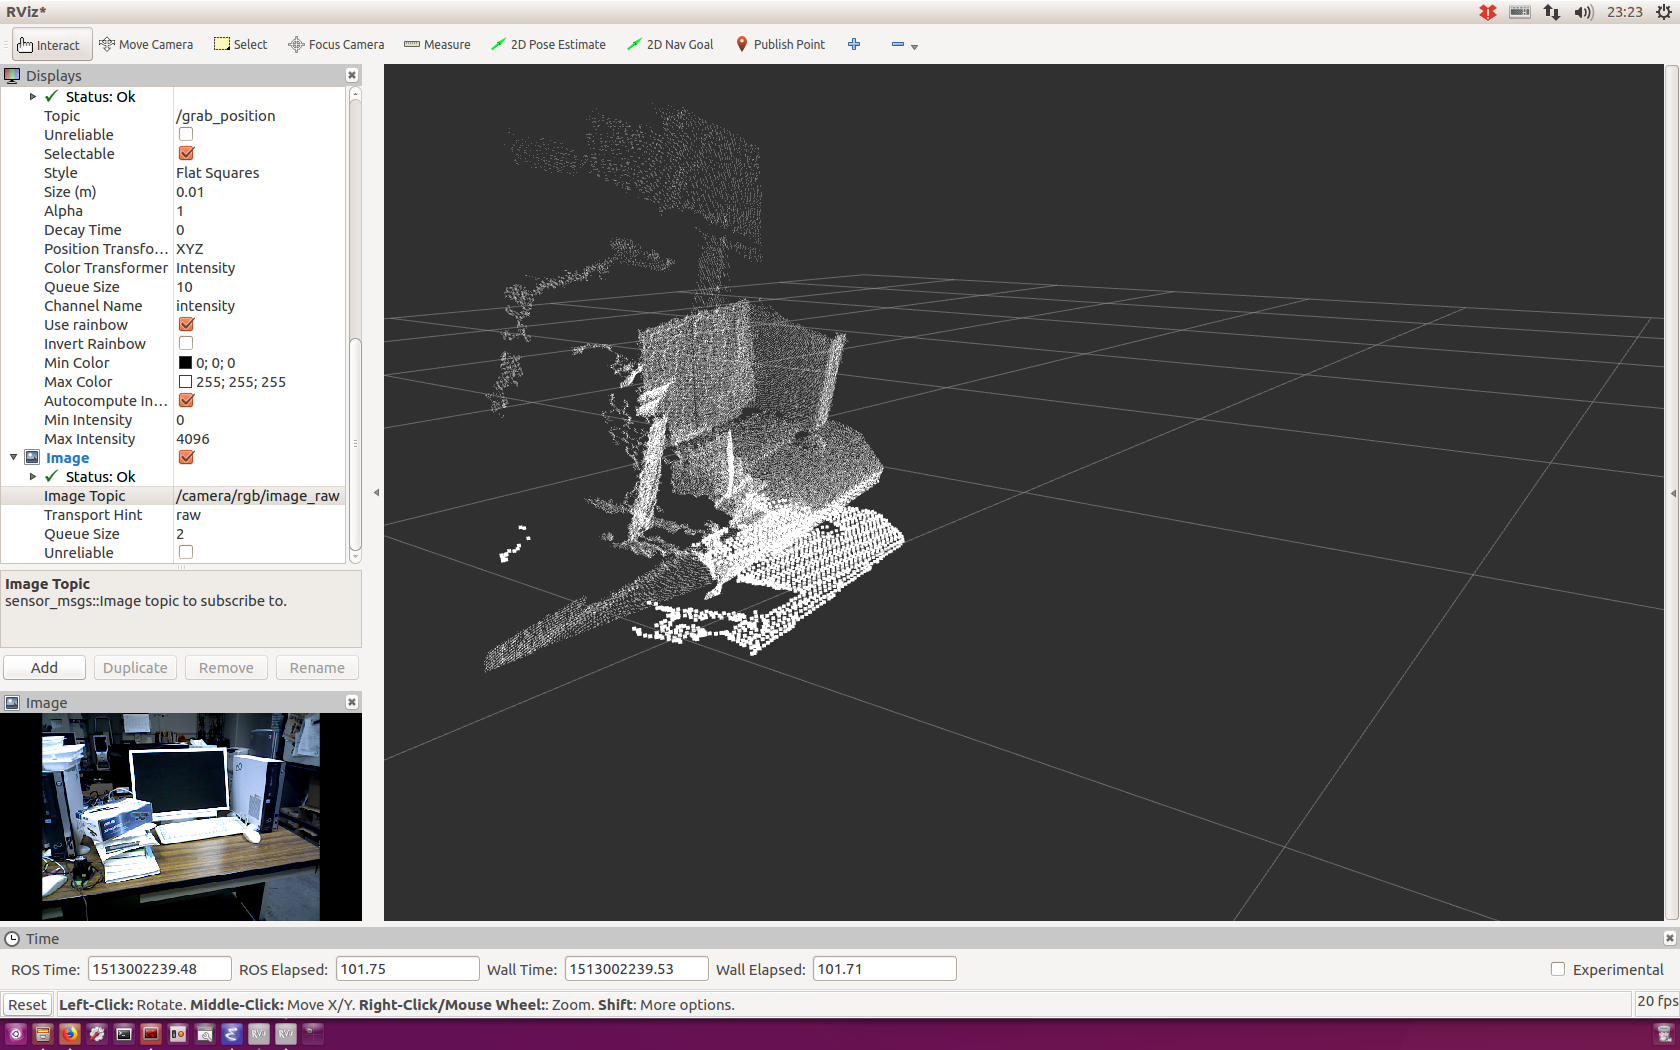 RViz*
23:23
Interact Move Camera Select Focus Camera Measure 2D Pose Estimate 2D Nav Goal Publish Point
Displays
Status: Ok
Topic /grab_position
Unreliable
Selectable
Style Flat Squares
Size (m) 0.01
Alpha 1
Decay Time 0
Position Transfo... XYZ
Color Transformer Intensity
Queue Size 10
Channel Name intensity
Use rainbow
Invert Rainbow
Min Color 0; 0; 0
Max Color 255; 255; 255
Autocompute In...
Min Intensity 0
Max Intensity 4096
Image
Status: Ok
Image Topic /camera/rgb/image_raw
Transport Hint raw
Queue Size 2
Unreliable
Image Topic
sensor_msgs::Image topic to subscribe to.
Add Duplicate Remove Rename
Image
Time
ROS Time: 1513002239.48 ROS Elapsed: 101.75 Wall Time: 1513002239.53 Wall Elapsed: 101.71 Experimental
Reset Left-Click: Rotate. Middle-Click: Move X/Y. Right-Click/Mouse Wheel:: Zoom. Shift: More options. 20 fps